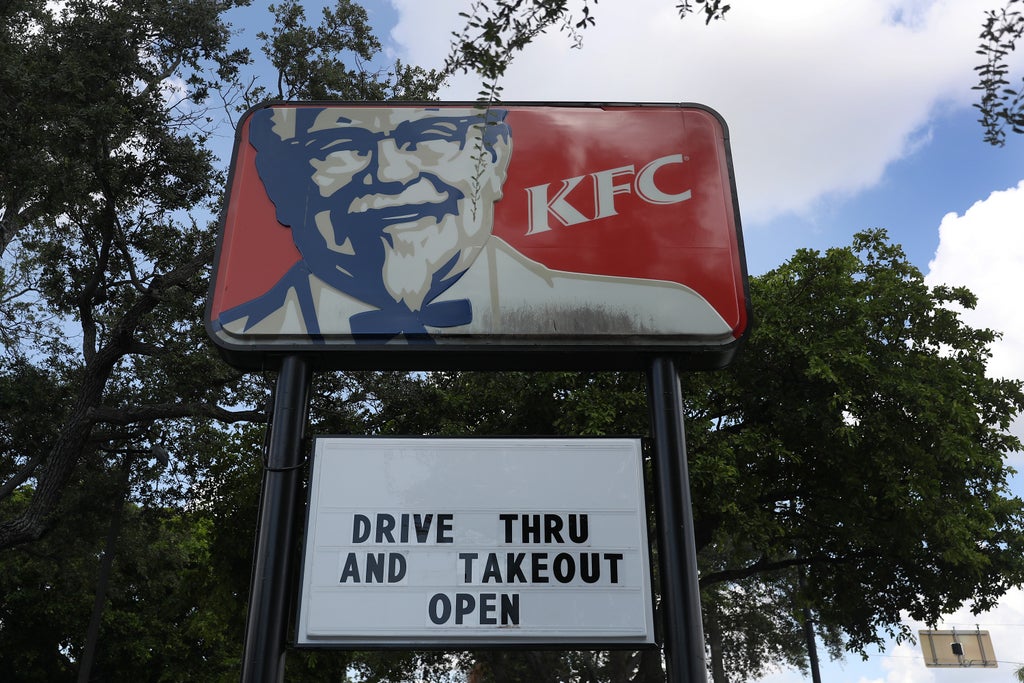 KFC
DRIVE THRU
AND TAKEOUT
OPEN